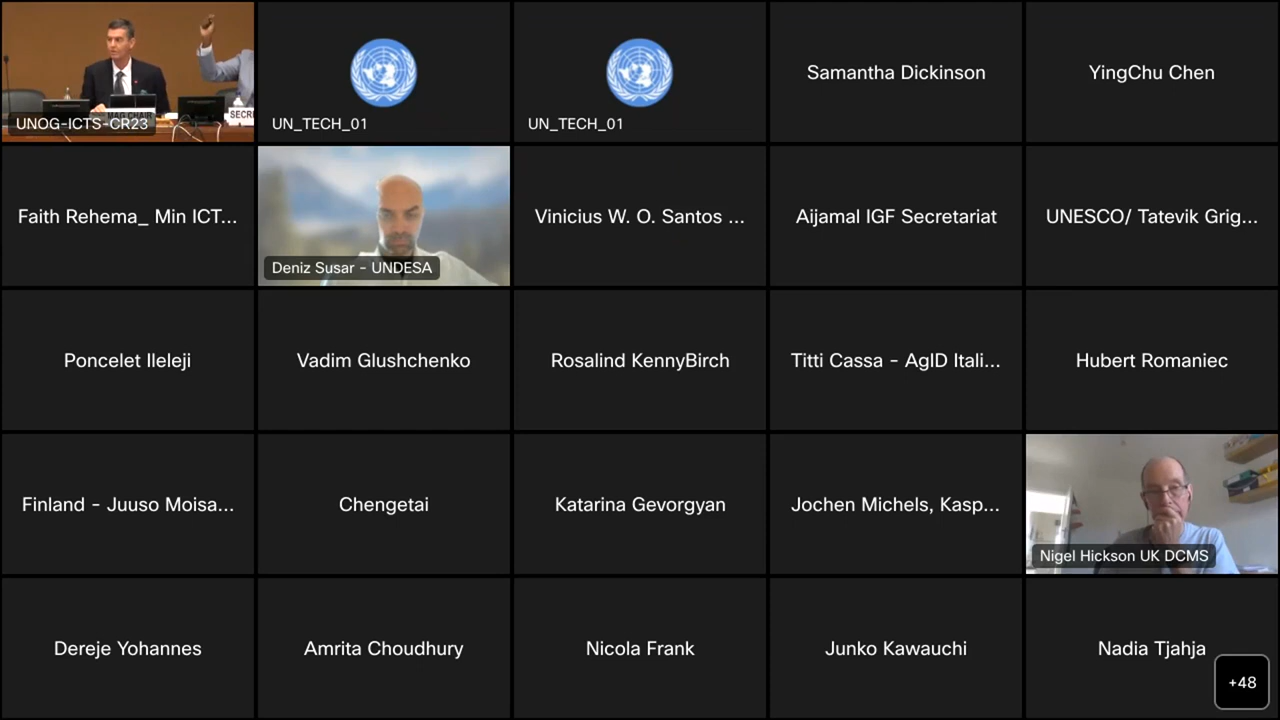 MAG CHAIR
SECRE
UNOG-ICTS-CR23
UN_TECH_01
UN_TECH_01
Samantha Dickinson
YingChu Chen
Faith Rehema_ Min ICT...
Deniz Susar - UNDESA
Vinicius W. O. Santos ...
Aijamal IGF Secretariat
UNESCO/ Tatevik Grig...
Poncelet Ileleji
Vadim Glushchenko
Rosalind KennyBirch
Titti Cassa - AgID Itali...
Hubert Romaniec
Finland - Juuso Moisa...
Chengetai
Katarina Gevorgyan
Jochen Michels, Kasp...
Nigel Hickson UK DCMS
Dereje Yohannes
Amrita Choudhury
Nicola Frank
Junko Kawauchi
Nadia Tjahja
+48